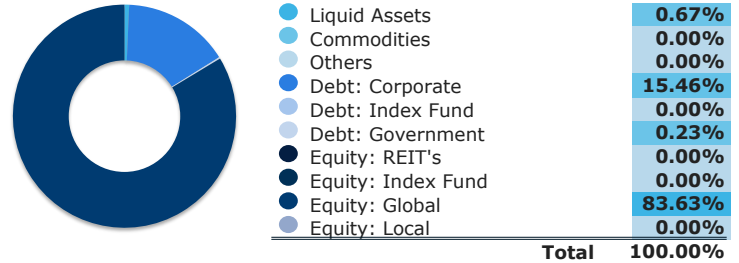 Liquid Assets 0.67%
Commodities 0.00%
Others 0.00%
Debt: Corporate 15.46%
Debt: Index Fund 0.00%
Debt: Government 0.23%
Equity: REIT's 0.00%
Equity: Index Fund 0.00%
Equity: Global 83.63%
Equity: Local 0.00%
Total 100.00%